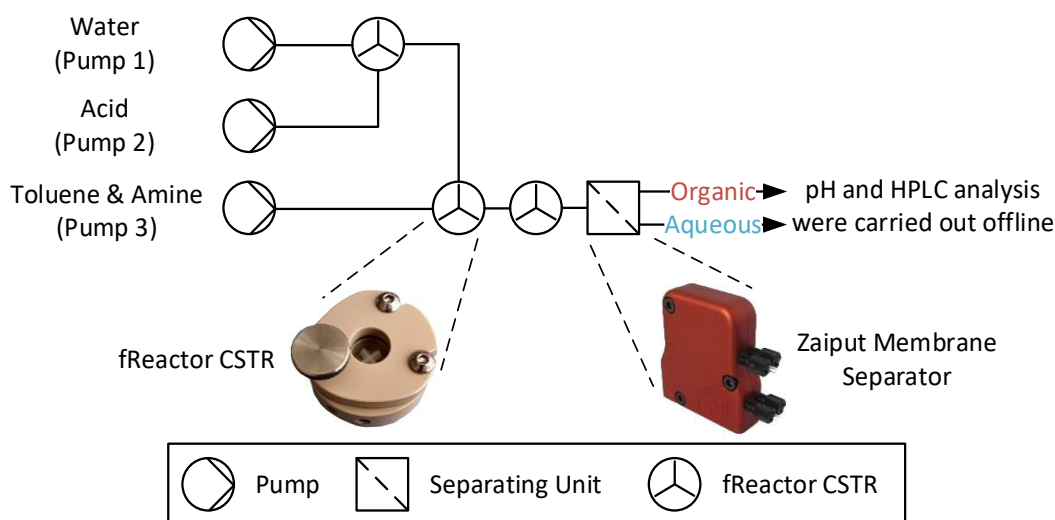 Water
(Pump 1)
Acid
(Pump 2)
Toluene & Amine
(Pump 3)
Organic
Aqueous
pH and HPLC analysis
were carried out offline
fReactor CSTR
Zaiput Membrane
Separator
Pump
Separating Unit
fReactor CSTR